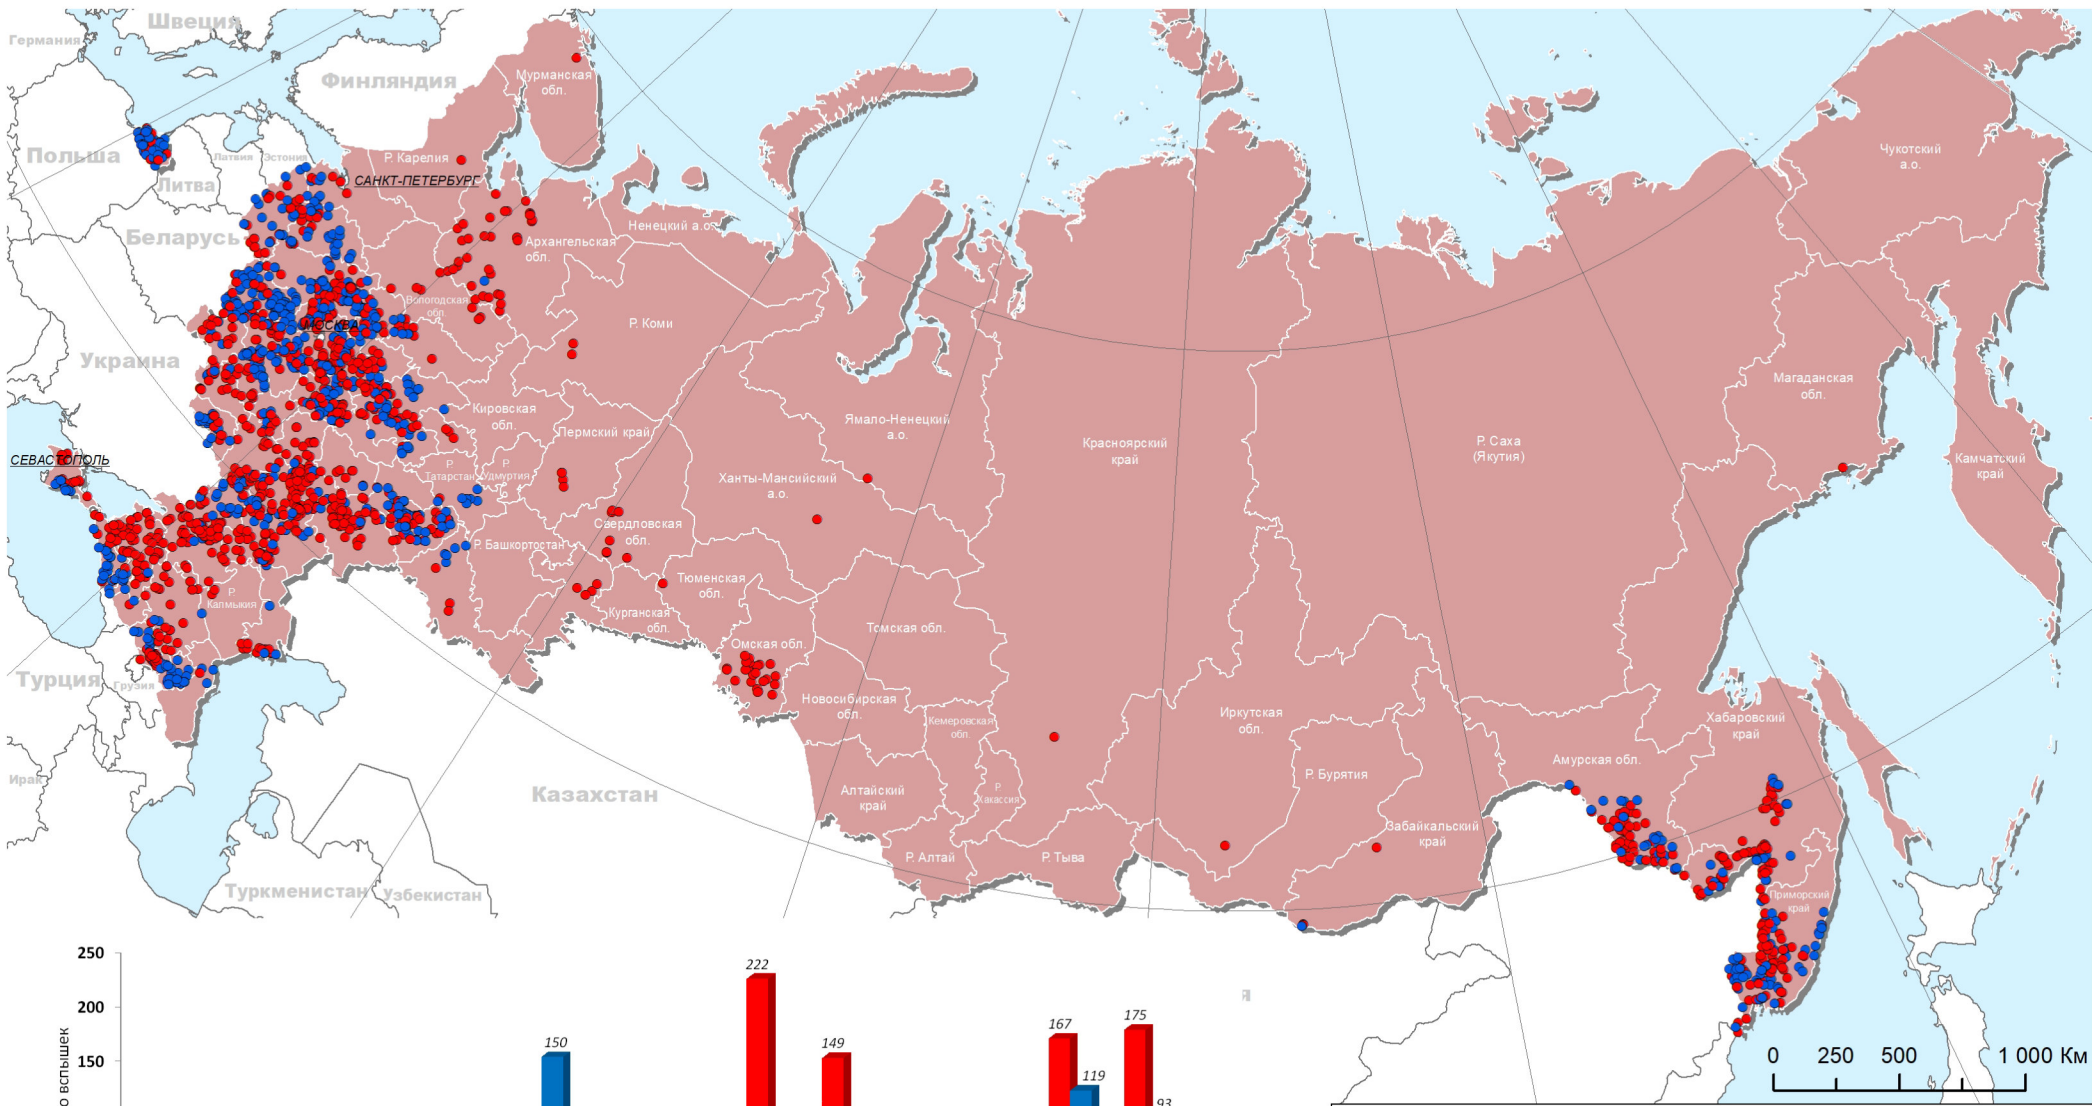 Швеция
Германия
Финляндия
Мурманская
обл.
Чукотский
а.о.
Польша
Латвия
Эстония
Р. Карелия
Литва
САНКТ-ПЕТЕРБУРГ
Беларусь
Ненецкий а.о.
Архангельская
обл.
Вологодская
обл.
Р. Коми
МОСКВА
Украина
Магаданская
обл.
Кировская
обл.
Пермский край
Ямало-Ненецкий
а.о.
Красноярский
край
Р. Саха
(Якутия)
Камчатский
край
СЕВАСТОПОЛЬ
Р.
Татарстан
Р.
Удмуртия
Ханты-Мансийский
а.о.
Свердловская
обл.
Р. Башкортостан
Тюменская
обл.
Р.
Калмыкия
Курганская
обл.
Томская обл.
Омская обл.
Турция
Грузия
Новосибирская
обл.
Кемеровская
обл.
Иркутская
обл.
Хабаровский
край
Амурская обл.
Ирак
Казахстан
Алтайский
край
Р.
Хакассия
Р. Бурятия
Забайкальский
край
Р. Алтай
Р. Тыва
Туркменистан
Узбекистан
Приморский
край
250
200
150
о вспышек
150
222
149
167
119
175
93
я
0 250 500 1 000 Км